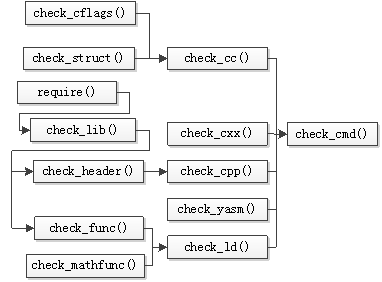 check_cflags()
check_struct()
check_cc()
require()
check_lib()
check_cxx()
check_cmd()
check_header()
check_cpp()
check_yasm()
check_func()
check_ld()
check_mathfunc()